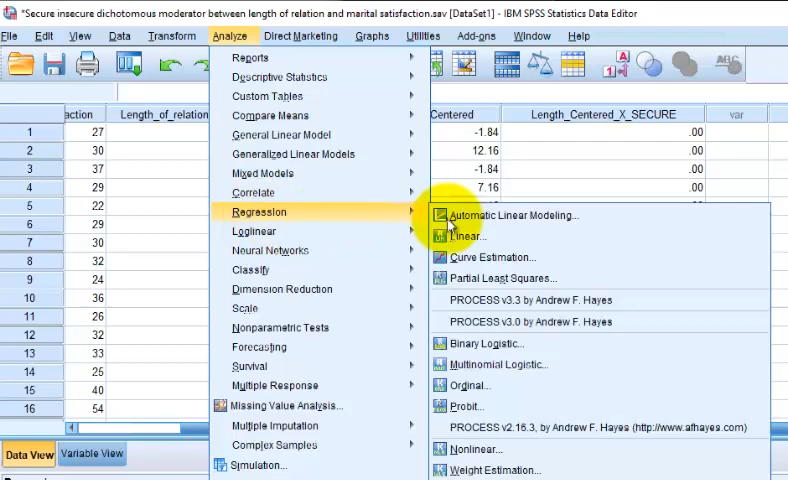 *Secure insecure dichotomous moderator between length of relation and marital satisfaction.sav [DataSet1] - IBM SPSS Statistics Data Editor
File Edit View Data Transform Analyze Direct Marketing Graphs Utilities Add-ons Window Help
action Length_of_relation Centered Length_Centered_X_SECURE var
1 27 -1.84 .00
2 30 12.16 .00
3 37 -1.84 .00
4 29 7.16 .00
5 22
6 29
7 30
8 32
9 24
10 36
11 26
12 32
13 33
14 25
15 40
16 54
Reports
Descriptive Statistics
Custom Tables
Compare Means
General Linear Model
Generalized Linear Models
Mixed Models
Correlate
Regression
Loglinear
Neural Networks
Classify
Dimension Reduction
Scale
Nonparametric Tests
Forecasting
Survival
Multiple Response
Missing Value Analysis...
Multiple Imputation
Complex Samples
Simulation...
Automatic Linear Modeling...
Linear...
Curve Estimation...
Partial Least Squares...
PROCESS v3.3 by Andrew F. Hayes
PROCESS v3.0 by Andrew F. Hayes
Binary Logistic...
Multinomial Logistic...
Ordinal...
Probit...
PROCESS v2.16.3, by Andrew F. Hayes (http://www.afhayes.com)
Nonlinear...
Weight Estimation...
Data View Variable View